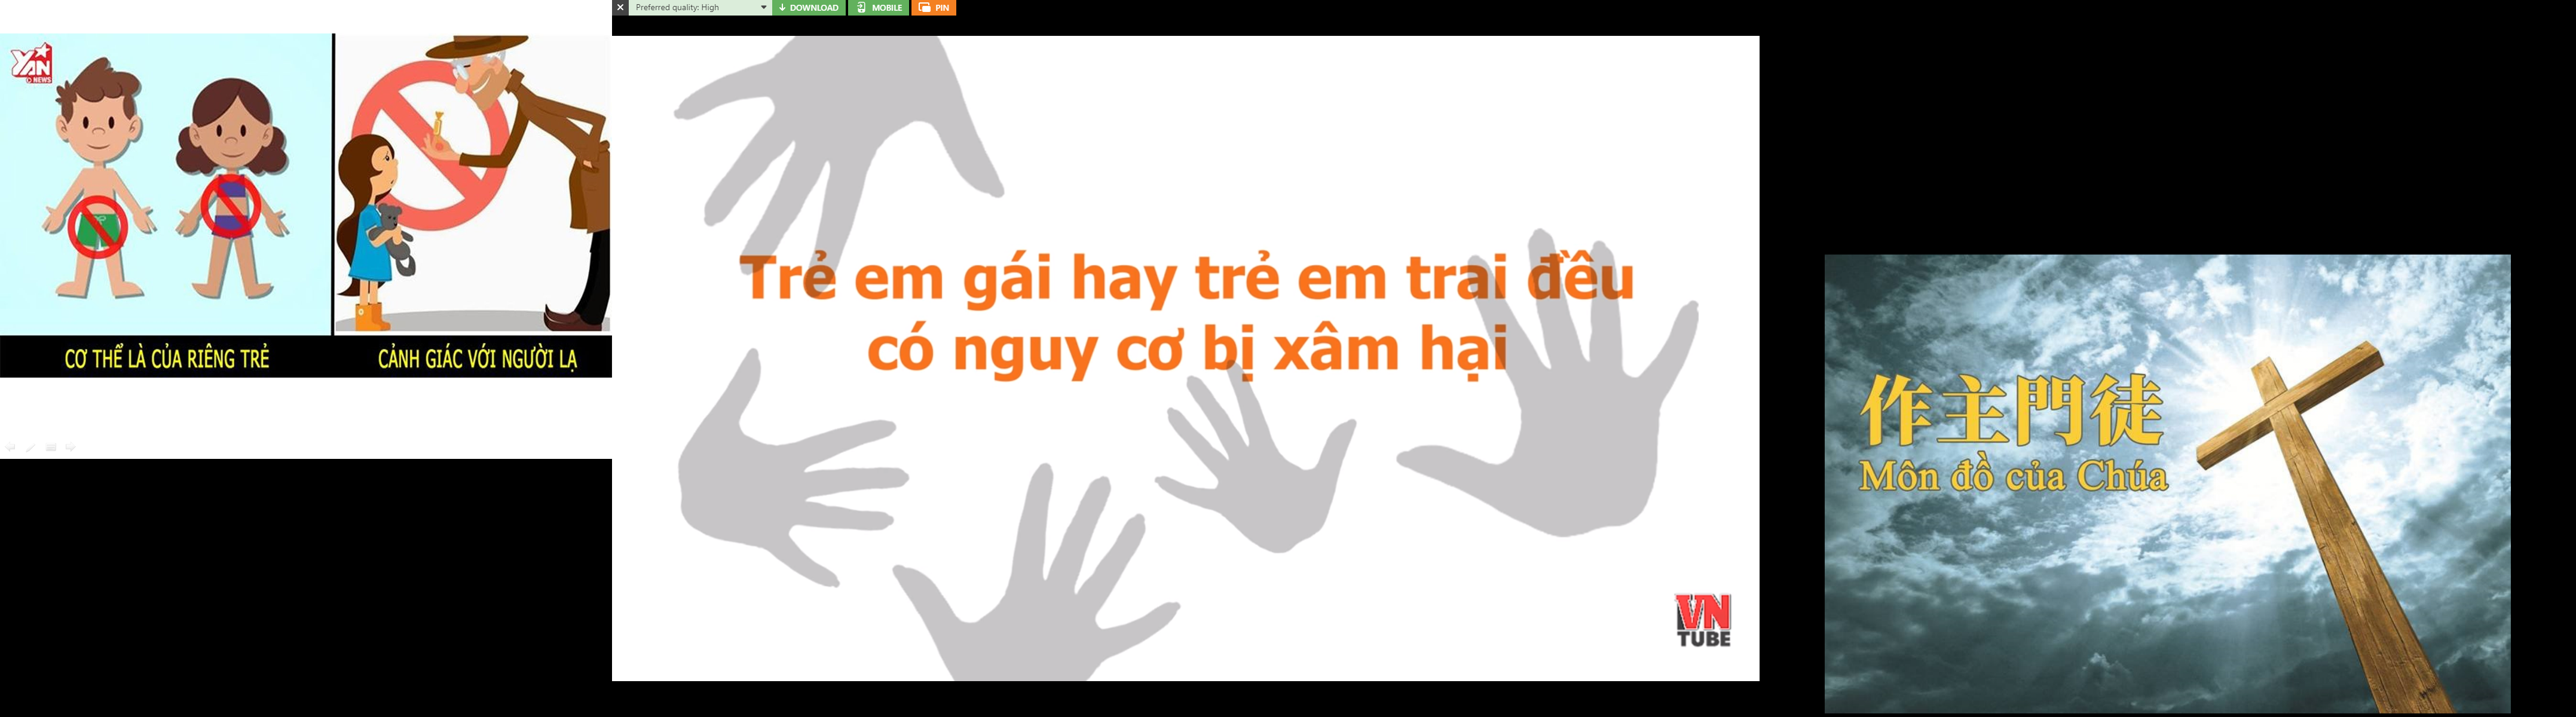 YAN
NEWS
CƠ THỂ LÀ CỦA RIÊNG TRẺ
CẢNH GIÁC VỚI NGƯỜI LẠ
Preferred quality: High
DOWNLOAD
MOBILE
PIN
Trẻ em gái hay trẻ em trai đều
có nguy cơ bị xâm hại
VN
TUBE
作主門徒
Môn đồ của Chúa